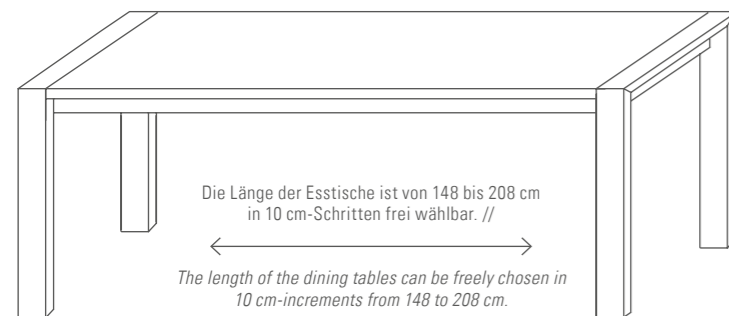 Die Länge der Esstische ist von 148 bis 208 cm
in 10 cm-Schritten frei wählbar. //
The length of the dining tables can be freely chosen in
10 cm-increments from 148 to 208 cm.